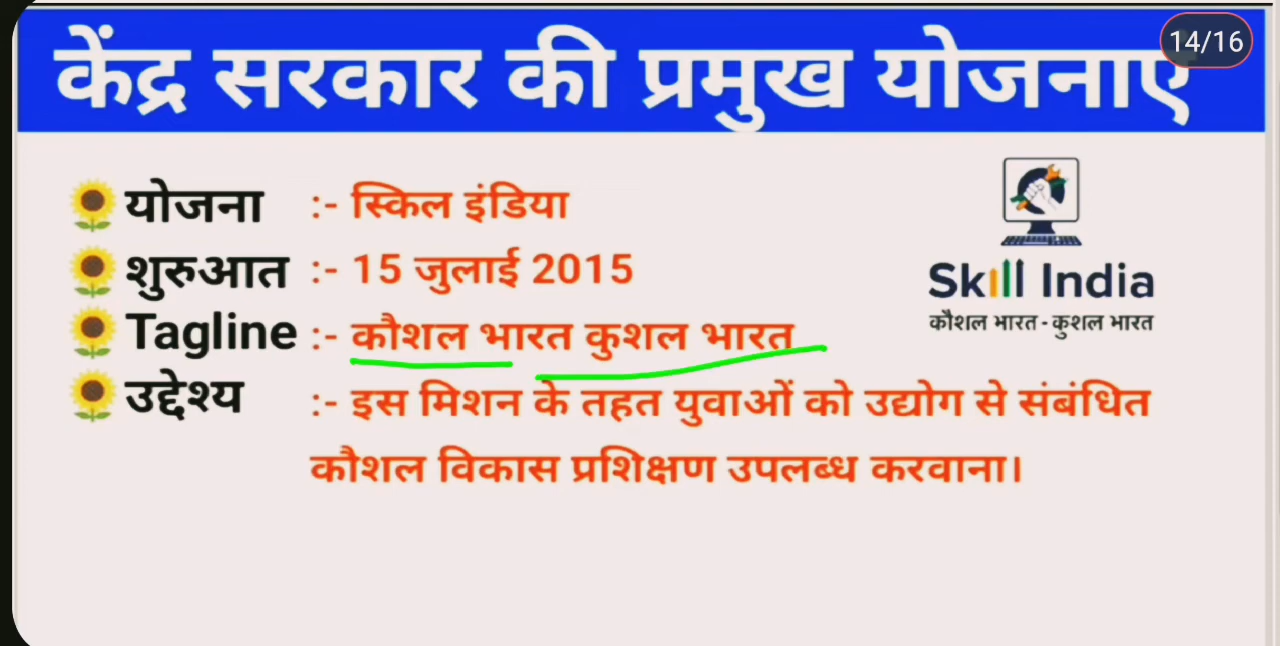 केंद्र सरकार की प्रमुख योजनाए
14/16
योजना :- स्किल इंडिया
शुरुआत :- 15 जुलाई 2015
Tagline :- कौशल भारत कुशल भारत
उद्देश्य :- इस मिशन के तहत युवाओं को उद्योग से संबंधित
कौशल विकास प्रशिक्षण उपलब्ध करवाना।
Skill India
कौशल भारत - कुशल भारत